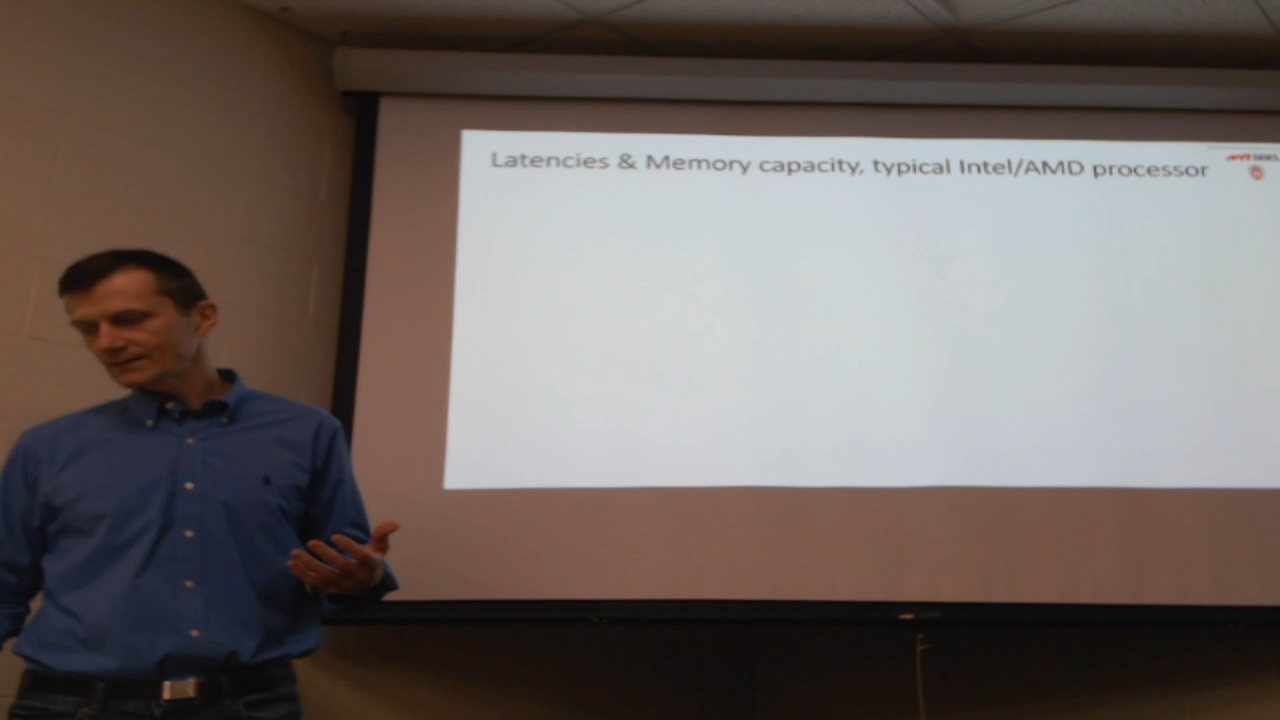 Latencies & Memory capacity, typical Intel/AMD processor